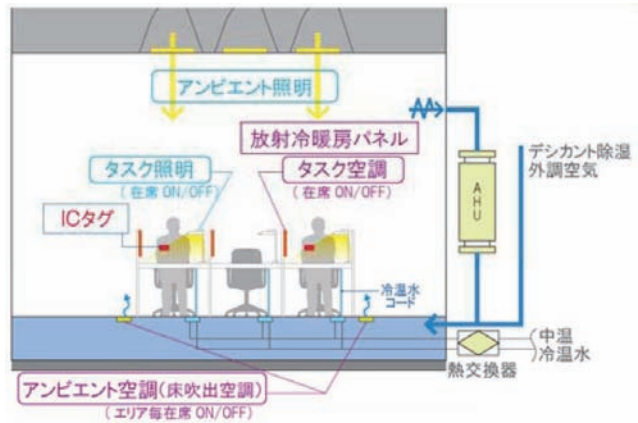 アンビエント照明
放射冷暖房パネル
デシカント除湿
外調空気
タスク照明
(在席 ON/OFF)
タスク空調
(在席 ON/OFF)
AHU
ICタグ
冷温水
コード
中温
冷温水
熱交換器
アンビエント空調(床吹出空調)
(エリア毎在席 ON/OFF)